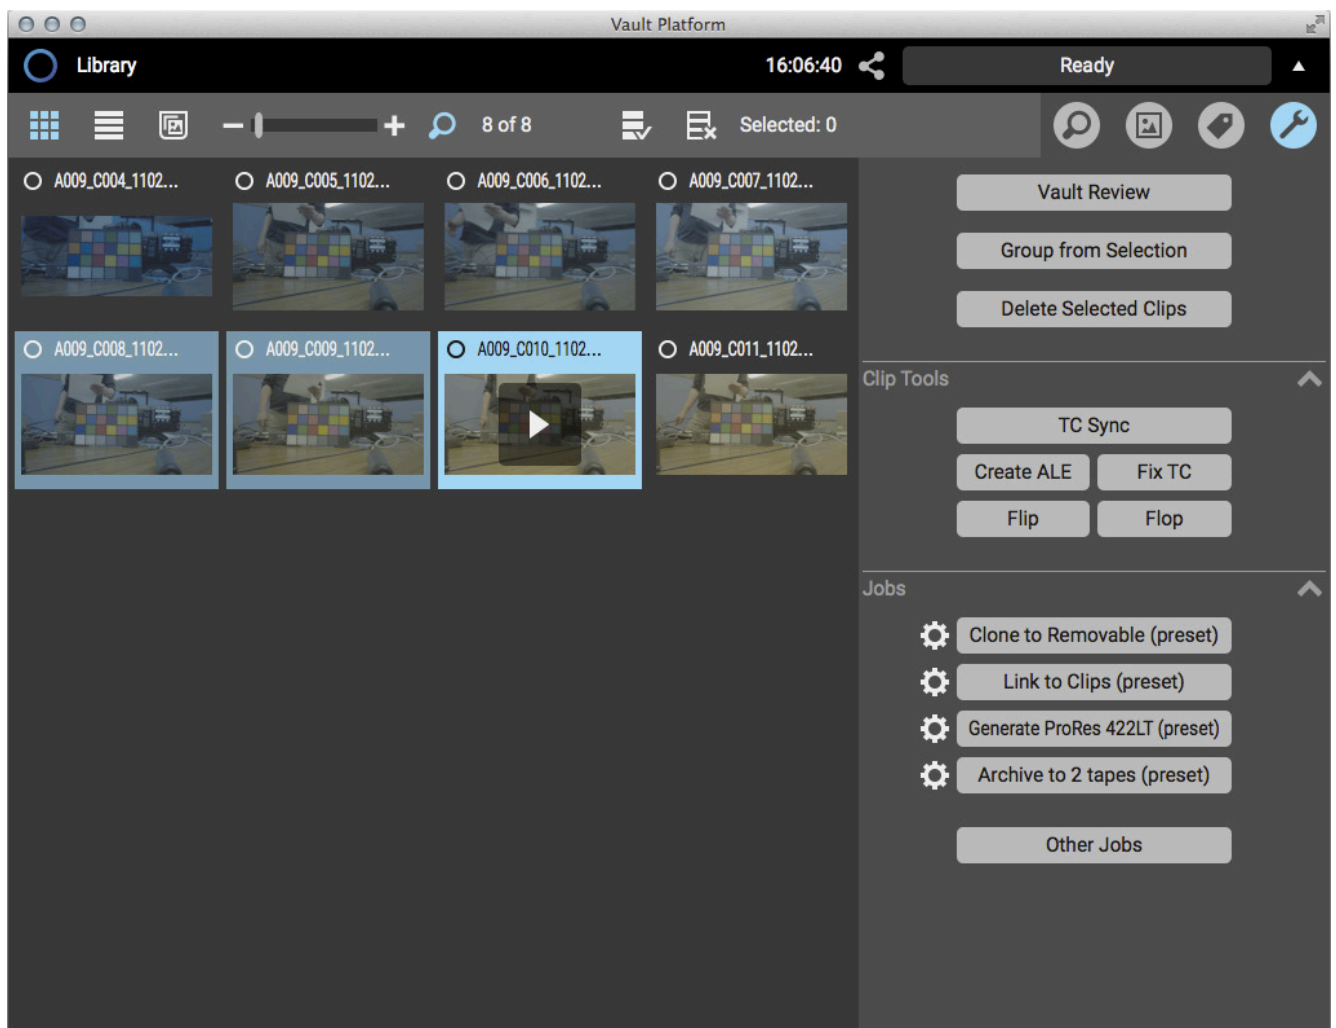 Vault Platform
Library
16:06:40
Ready
8 of 8
Selected: 0
A009_C004_1102...
A009_C005_1102...
A009_C006_1102...
A009_C007_1102...
A009_C008_1102...
A009_C009_1102...
A009_C010_1102...
A009_C011_1102...
Vault Review
Group from Selection
Delete Selected Clips
Clip Tools
TC Sync
Create ALE
Fix TC
Flip
Flop
Jobs
Clone to Removable (preset)
Link to Clips (preset)
Generate ProRes 422LT (preset)
Archive to 2 tapes (preset)
Other Jobs